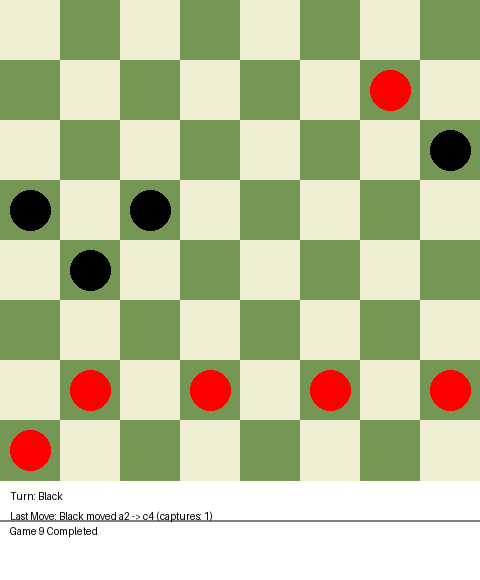 Turn: Black
Last Move: Black moved a2 -> c4 (captures: 1)
Game 9 Completed